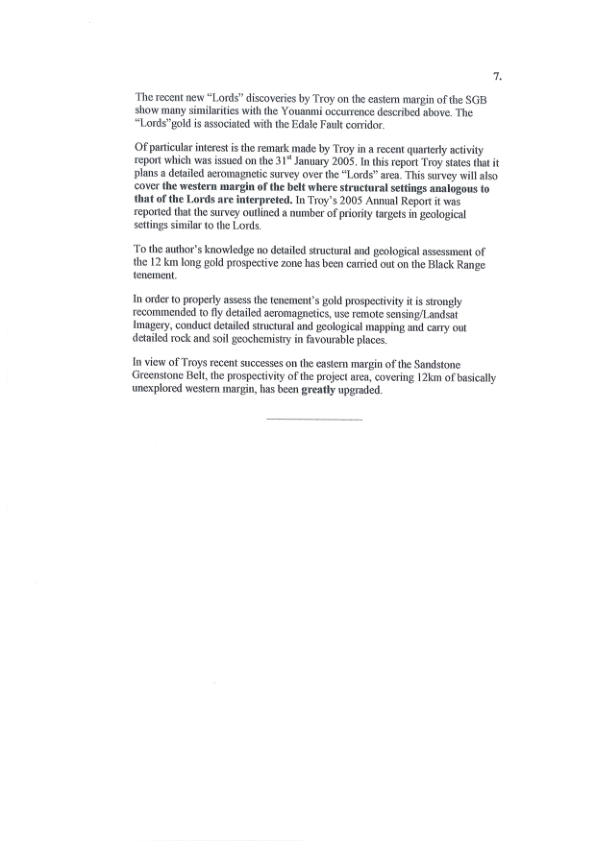 7.
The recent new “Lords” discoveries by Troy on the eastern margin of the SGB
show many similarities with the Youanmi occurrence described above. The
“Lords”gold is associated with the Edale Fault corridor.
Of particular interest is the remark made by Troy in a recent quarterly activity
report which was issued on the 31st January 2005. In this report Troy states that it
plans a detailed aeromagnetic survey over the “Lords” area. This survey will also
cover the western margin of the belt where structural settings analogous to
that of the Lords are interpreted. In Troy's 2005 Annual Report it was
reported that the survey outlined a number of priority targets in geological
settings similar to the Lords.
To the author's knowledge no detailed structural and geological assessment of
the 12 km long gold prospective zone has been carried out on the Black Range
tenement.
In order to properly assess the tenement's gold prospectivity it is strongly
recommended to fly detailed aeromagnetics, use remote sensing/Landsat
Imagery, conduct detailed structural and geological mapping and carry out
detailed rock and soil geochemistry in favourable places.
In view of Troys recent successes on the eastern margin of the Sandstone
Greenstone Belt, the prospectivity of the project area, covering 12km of basically
unexplored western margin, has been greatly upgraded.